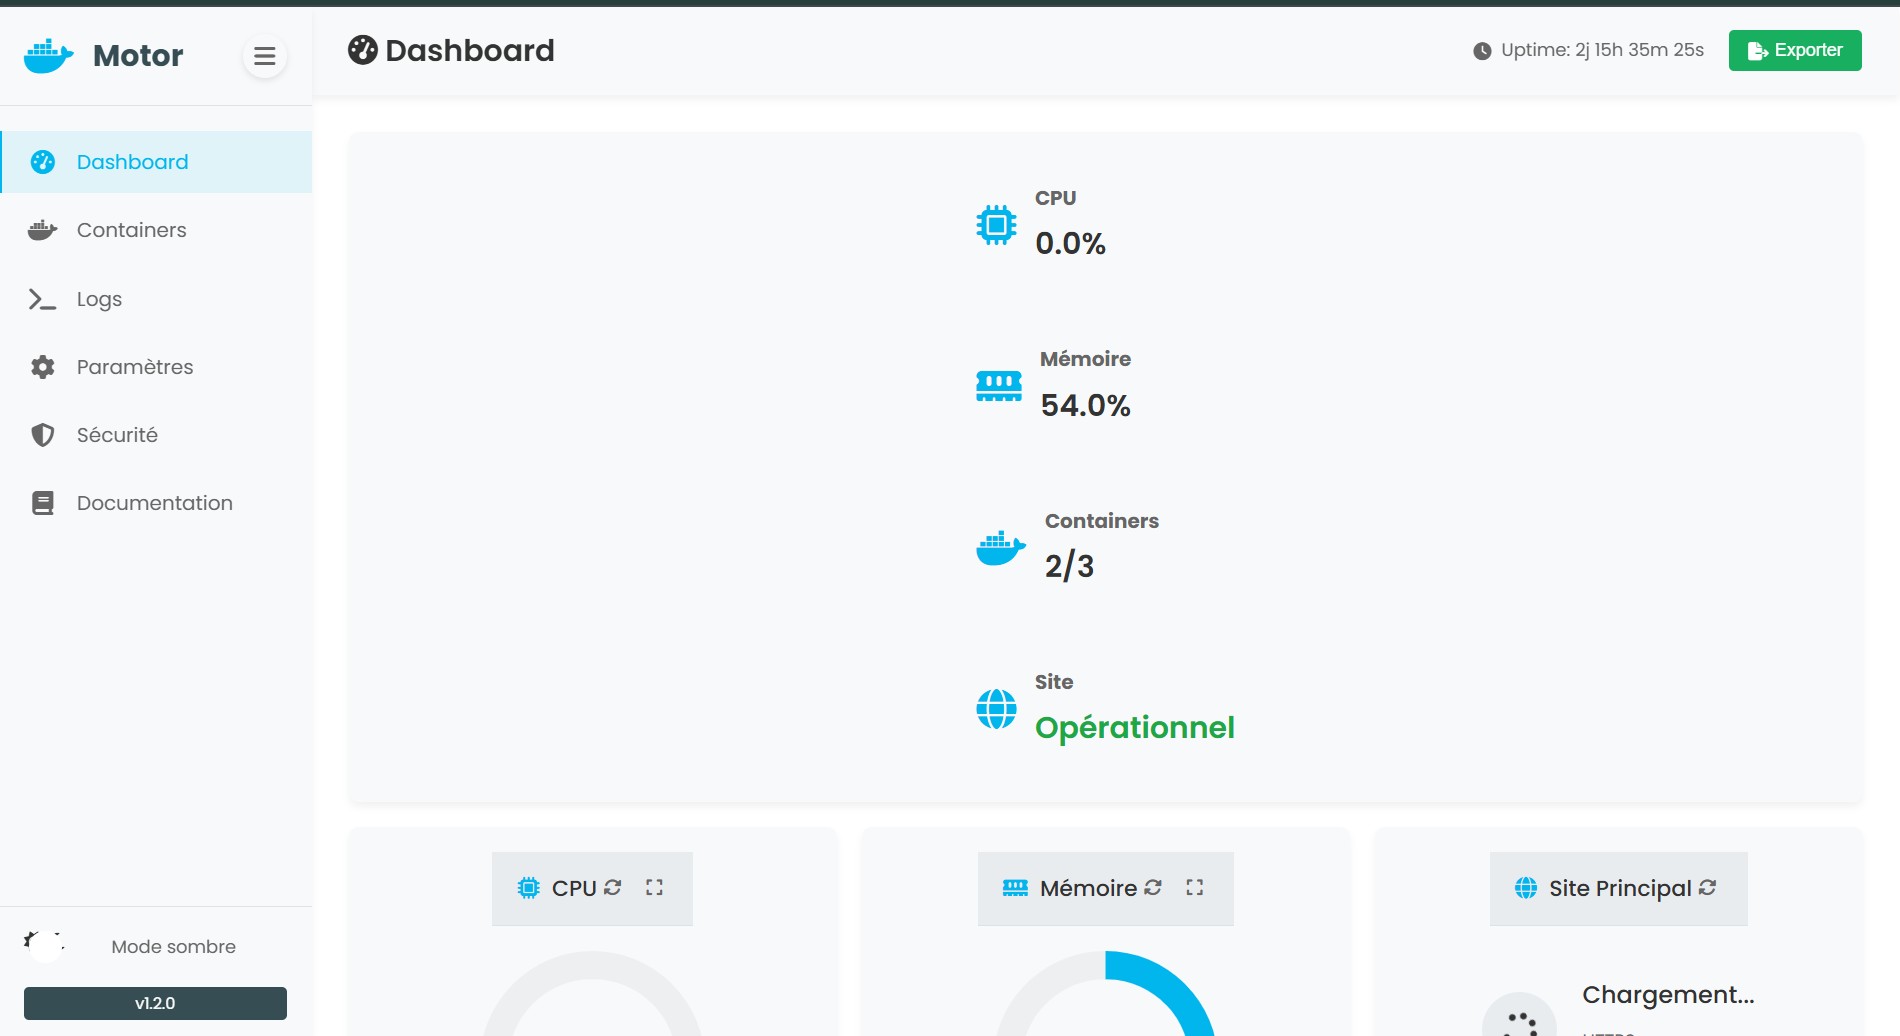 Motor
Dashboard
Uptime: 2j 15h 35m 25s
Exporter
Dashboard
Containers
Logs
Paramètres
Sécurité
Documentation
CPU
0.0%
Mémoire
54.0%
Containers
2/3
Site
Opérationnel
CPU
Mémoire
Site Principal
Chargement...
Mode sombre
v1.2.0